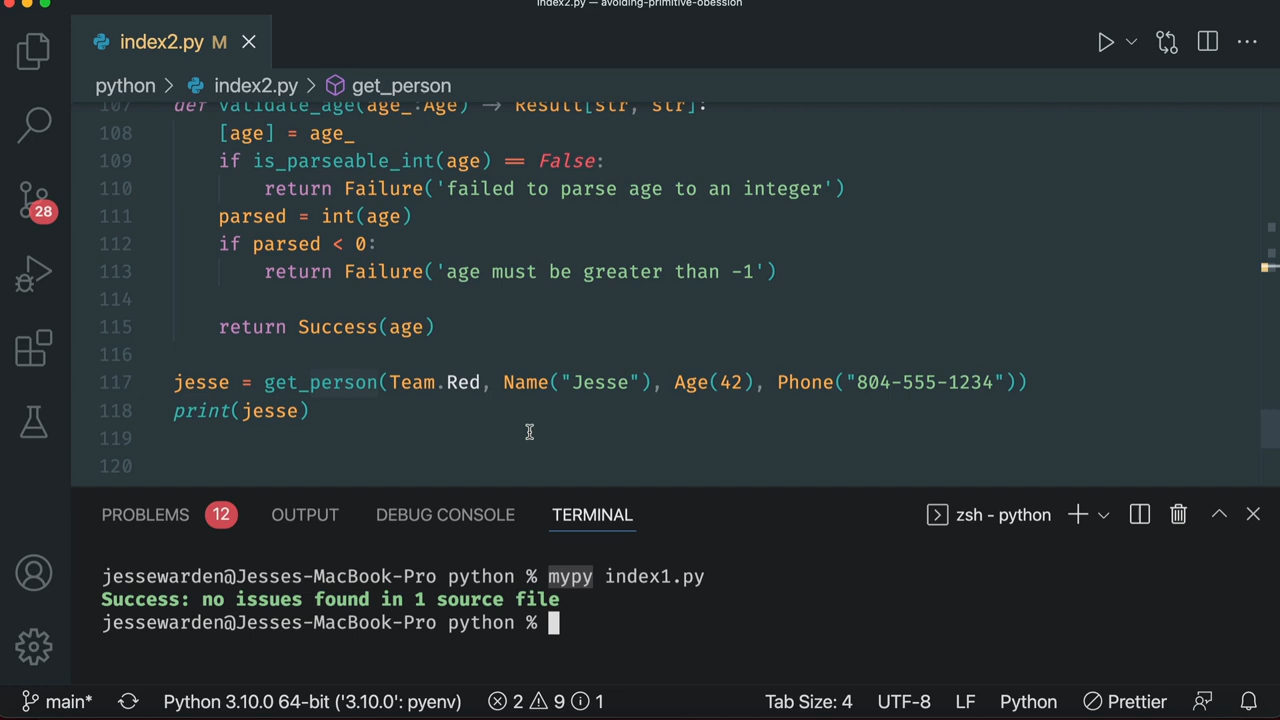 index2.py — avoiding-primitive-obession
index2.py M
python > index2.py > get_person
107 def validate_age(age_:Age) → Result[str, str]:
108 [age] = age_
109 if is_parseable_int(age) == False:
110 return Failure('failed to parse age to an integer')
111 parsed = int(age)
112 if parsed < 0:
113 return Failure('age must be greater than -1')
114
115 return Success(age)
116
117 jesse = get_person(Team.Red, Name("Jesse"), Age(42), Phone("804-555-1234"))
118 print(jesse)
119
120
28
PROBLEMS 12 OUTPUT DEBUG CONSOLE TERMINAL zsh - python
jessewarden@Jesses-MacBook-Pro python % mypy index1.py
Success: no issues found in 1 source file
jessewarden@Jesses-MacBook-Pro python %
main* Python 3.10.0 64-bit ('3.10.0': pyenv) 2 9 1 Tab Size: 4 UTF-8 LF Python Prettier